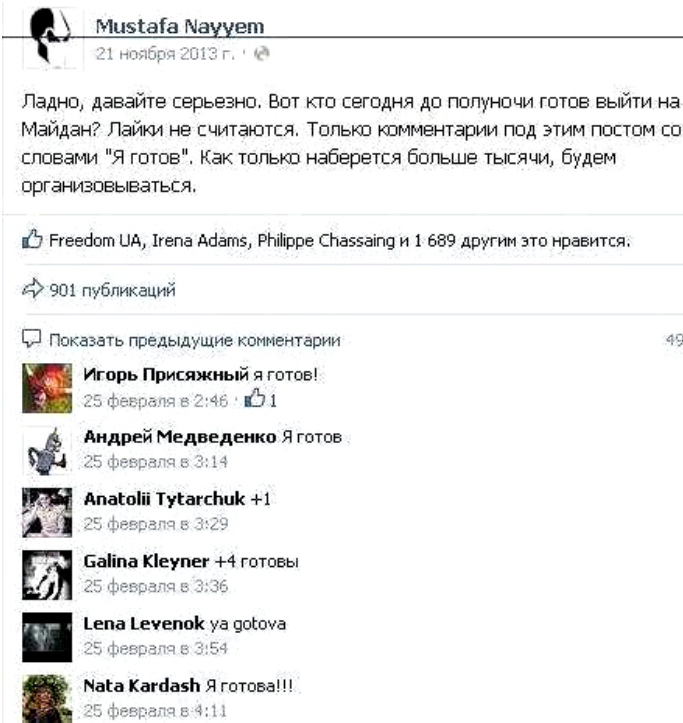 Mustafa Nayyem
21 ноября 2013 г. ·
Ладно, давайте серьезно. Вот кто сегодня до полуночи готов выйти на
Майдан? Лайки не считаются. Только комментарии под этим постом со
словами "Я готов". Как только наберется больше тысячи, будем
организовываться.
Freedom UA, Irena Adams, Philippe Chassaing и 1 689 другим это нравится.
901 публикаций
Показать предыдущие комментарии 49
Игорь Присяжный я готов!
25 февраля в 2:46 · 1
Андрей Медведенко Я готов
25 февраля в 3:14
Anatolii Tytarchuk +1
25 февраля в 3:29
Galina Kleyner +4 готовы
25 февраля в 3:36
Lena Levenok ya gotova
25 февраля в 3:54
Nata Kardash Я готова!!!
25 февраля в 4:11